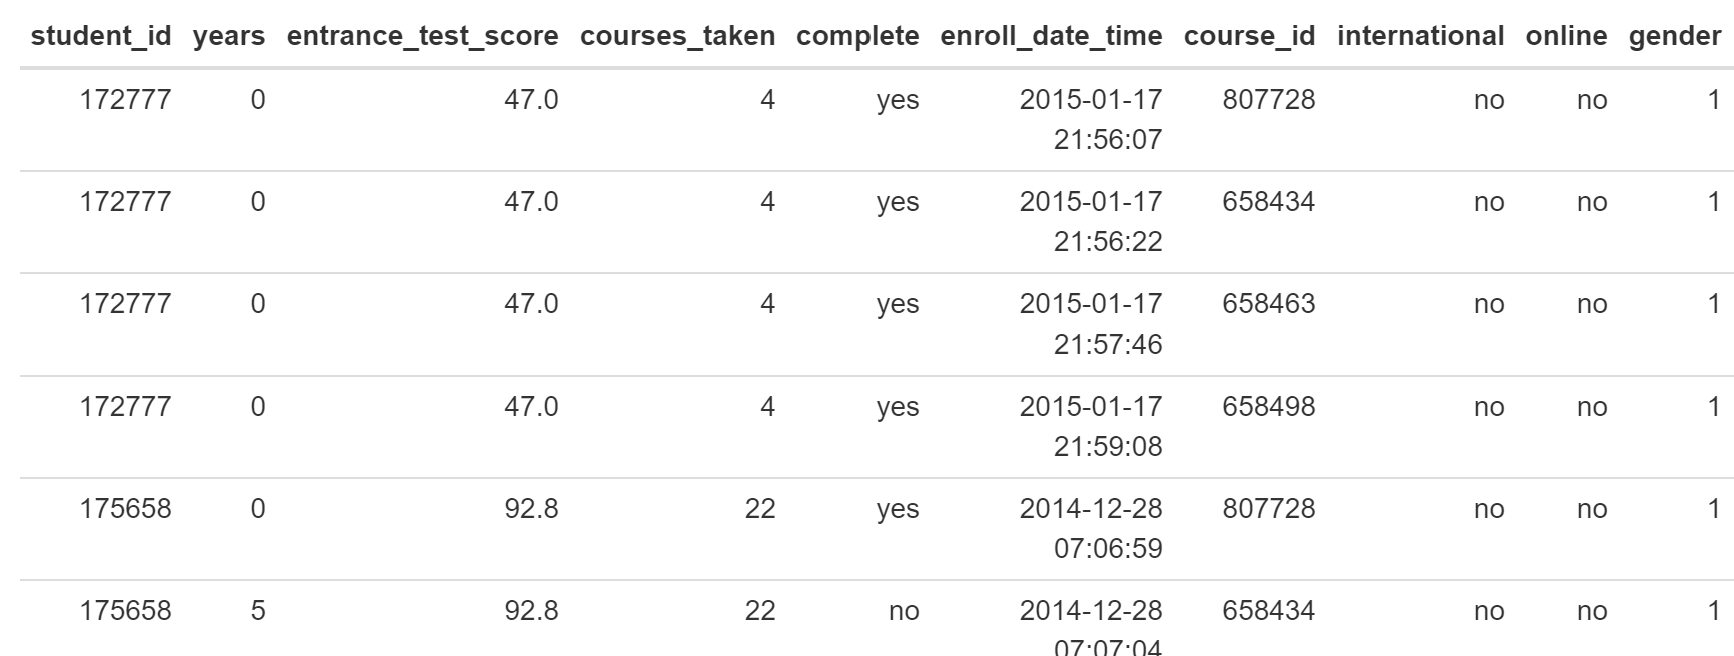 student_id years entrance_test_score courses_taken complete enroll_date_time course_id international online gender
172777 0 47.0 4 yes 2015-01-17 807728 no no 1
21:56:07
172777 0 47.0 4 yes 2015-01-17 658434 no no 1
21:56:22
172777 0 47.0 4 yes 2015-01-17 658463 no no 1
21:57:46
172777 0 47.0 4 yes 2015-01-17 658498 no no 1
21:59:08
175658 0 92.8 22 yes 2014-12-28 807728 no no 1
07:06:59
175658 5 92.8 22 no 2014-12-28 658434 no no 1
07:07:04